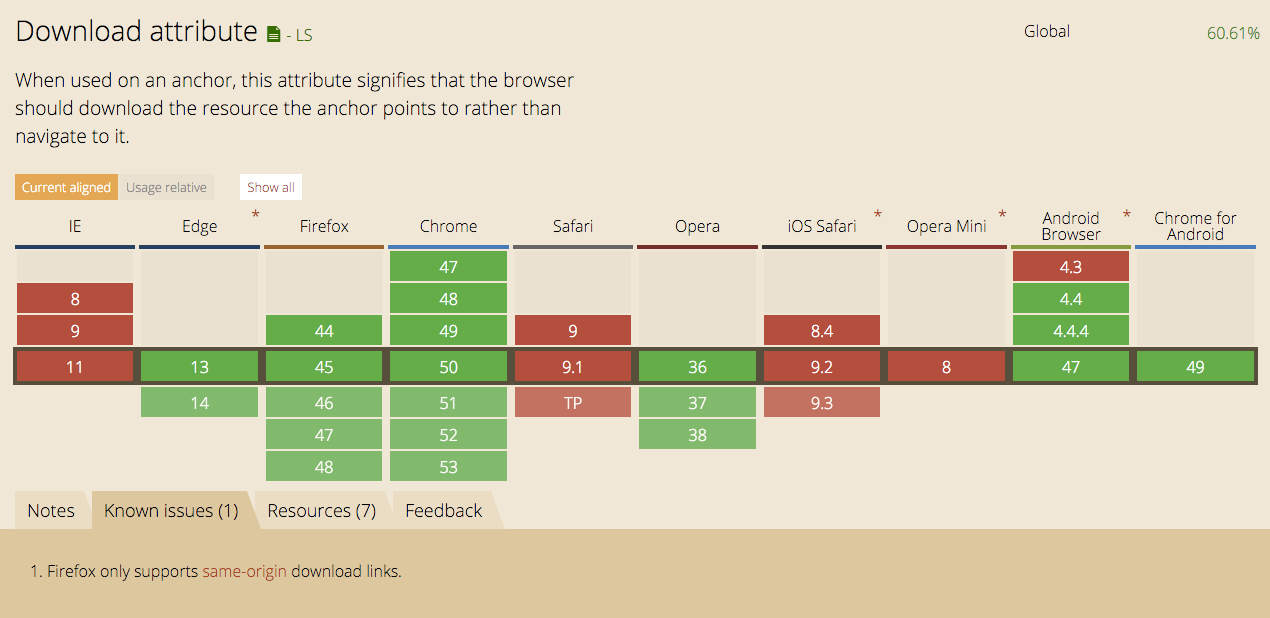 Download attribute - LS
Global 60.61%
When used on an anchor, this attribute signifies that the browser
should download the resource the anchor points to rather than
navigate to it.
Current aligned Usage relative Show all
IE Edge * Firefox Chrome Safari Opera iOS Safari * Opera Mini * Android Browser * Chrome for Android
47 4.3
8 48 4.4
9 44 49 9 8.4 4.4.4
11 13 45 50 9.1 36 9.2 8 47 49
14 46 51 TP 37 9.3
47 52 38
48 53
Notes Known issues (1) Resources (7) Feedback
1. Firefox only supports same-origin download links.